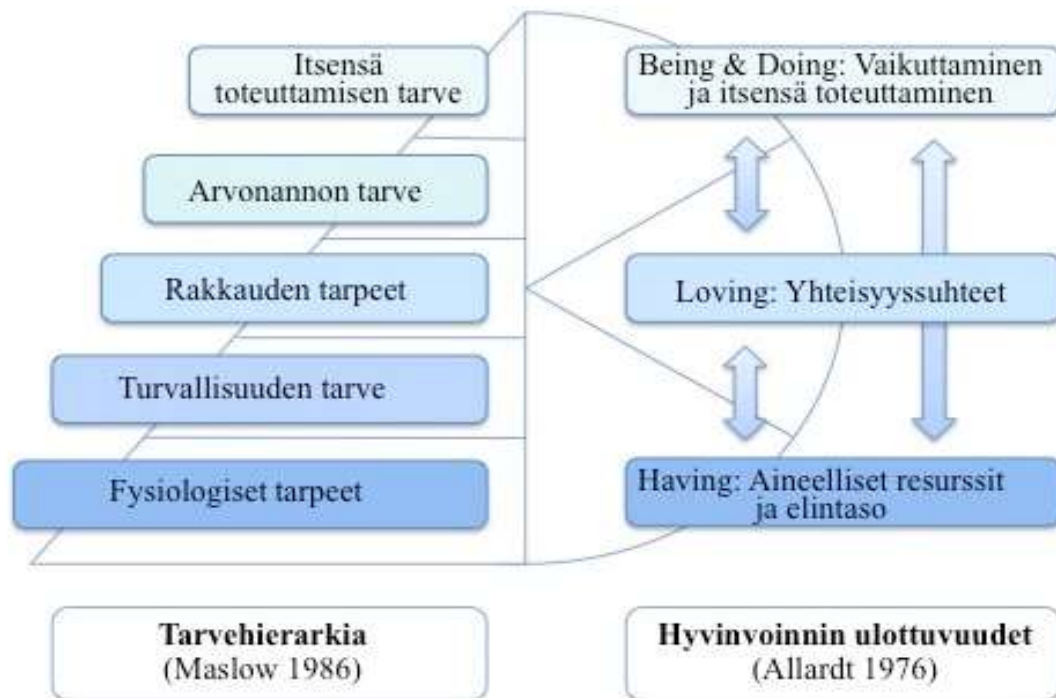 Itsensä
toteuttamisen tarve
Arvonannon tarve
Rakkauden tarpeet
Turvallisuuden tarve
Fysiologiset tarpeet
Tarvehierarkia
(Maslow 1986)
Being & Doing: Vaikuttaminen
ja itsensä toteuttaminen
Loving: Yhteisyyssuhteet
Having: Aineelliset resurssit
ja elintaso
Hyvinvoinnin ulottuvuudet
(Allardt 1976)